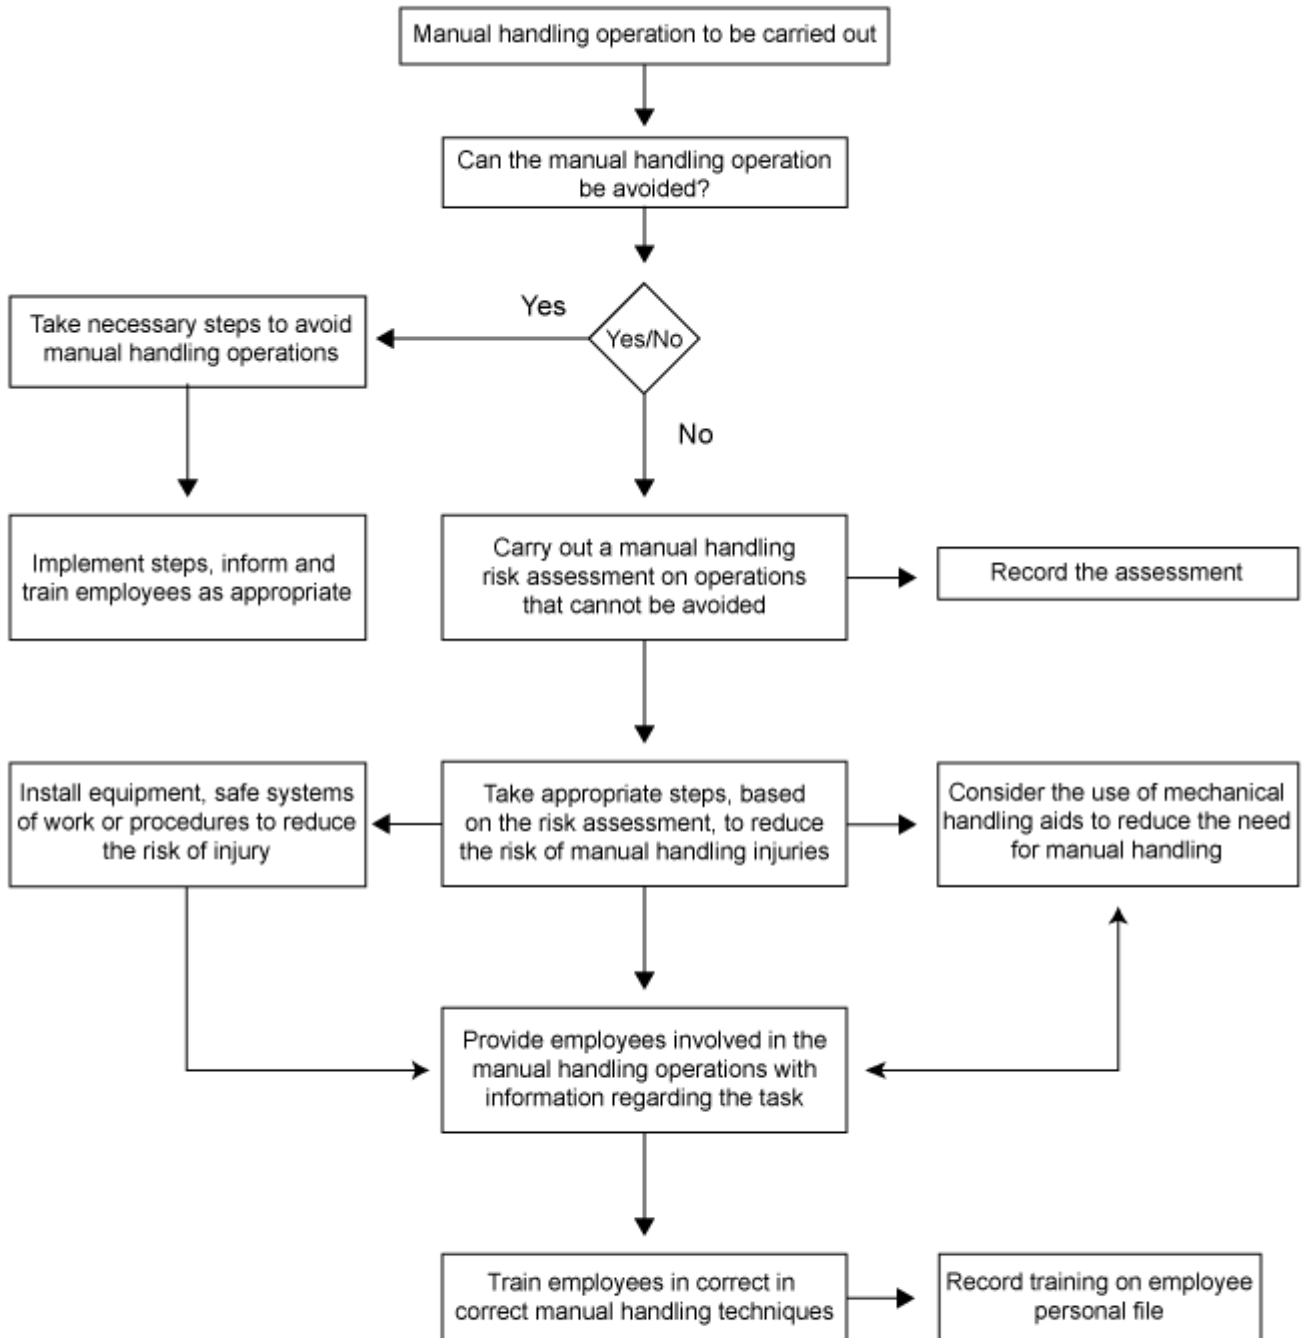 Manual handling operation to be carried out
Can the manual handling operation
be avoided?
Yes
Yes/No
Take necessary steps to avoid
manual handling operations
No
Implement steps, inform and
train employees as appropriate
Carry out a manual handling
risk assessment on operations
that cannot be avoided
Record the assessment
Install equipment, safe systems
of work or procedures to reduce
the risk of injury
Take appropriate steps, based
on the risk assessment, to reduce
the risk of manual handling injuries
Consider the use of mechanical
handling aids to reduce the need
for manual handling
Provide employees involved in the
manual handling operations with
information regarding the task
Train employees in correct in
correct manual handling techniques
Record training on employee
personal file